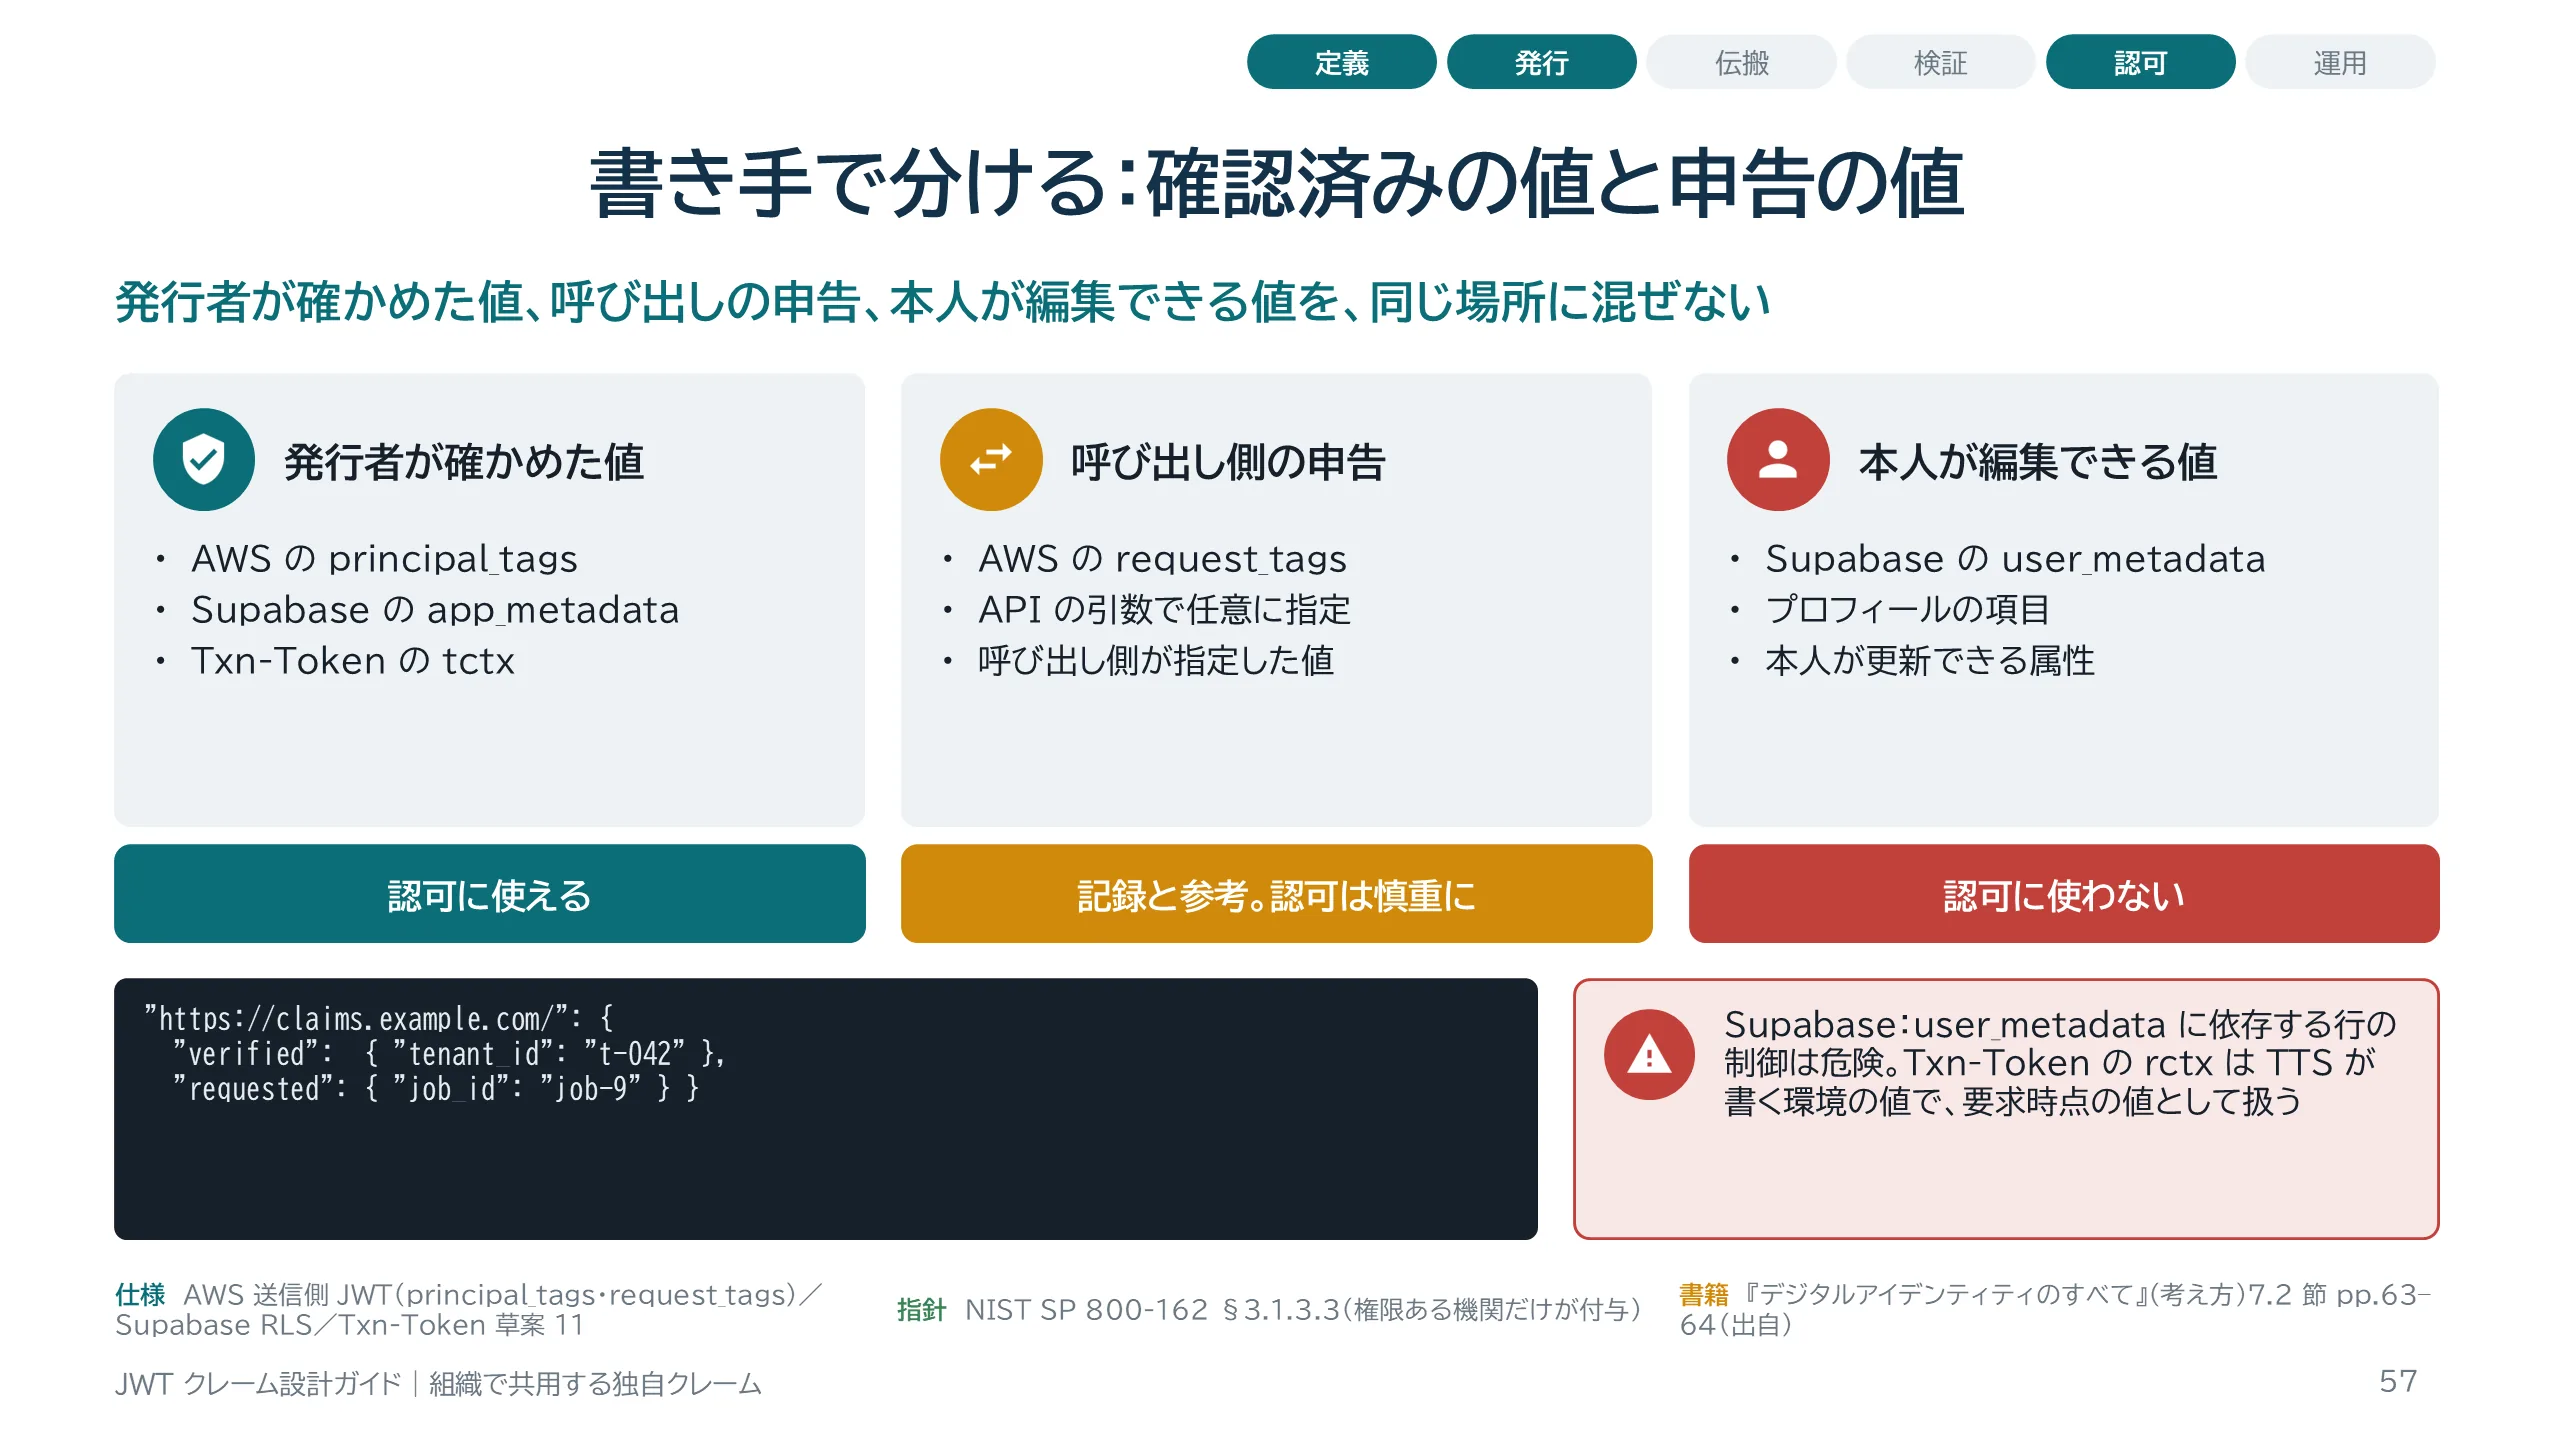 定義 発行 伝搬 検証 認可 運用
書き手で分ける：確認済みの値と申告の値
発行者が確かめた値、呼び出しの申告、本人が編集できる値を、同じ場所に混ぜない
発行者が確かめた値
・ AWS の principal_tags
・ Supabase の app_metadata
・ Txn-Token の tctx
認可に使える
呼び出し側の申告
・ AWS の request_tags
・ API の引数で任意に指定
・ 呼び出し側が指定した値
記録と参考。認可は慎重に
本人が編集できる値
・ Supabase の user_metadata
・ プロフィールの項目
・ 本人が更新できる属性
認可に使わない
"https://claims.example.com/": {
  "verified":  { "tenant_id": "t-042" },
  "requested": { "job_id": "job-9" } }
Supabase：user_metadata に依存する行の
制御は危険。Txn-Token の rctx は TTS が
書く環境の値で、要求時点の値として扱う
仕様 AWS 送信側 JWT（principal_tags・request_tags）／
Supabase RLS／Txn-Token 草案 11
指針 NIST SP 800-162 §3.1.3.3（権限ある機関だけが付与）
書籍 『デジタルアイデンティティのすべて』（考え方）7.2 節 pp.63–
64（出自）
JWT クレーム設計ガイド｜組織で共用する独自クレーム
57